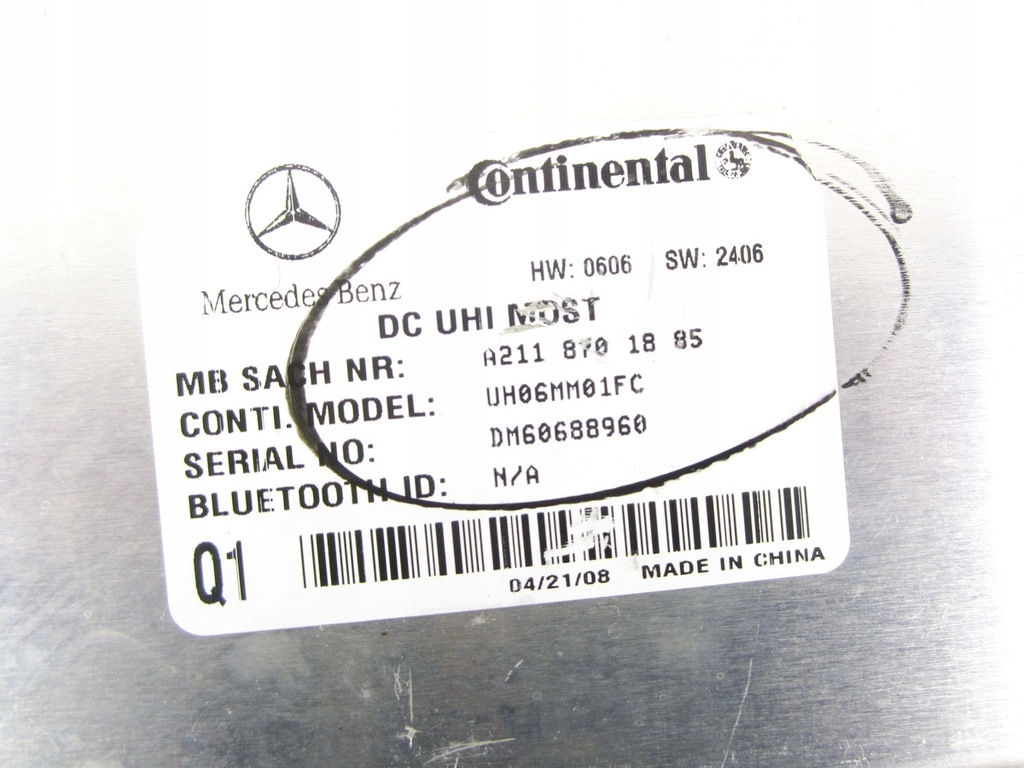 Continental
Mercedes Benz
HW: 0606 SW: 2406
DC UHI MOST
MB SACH NR: A211 870 18 85
CONTI. MODEL: UH06MM01FC
SERIAL NO: DM60688960
BLUETOOTH ID: N/A
Q1
04/21/08 MADE IN CHINA